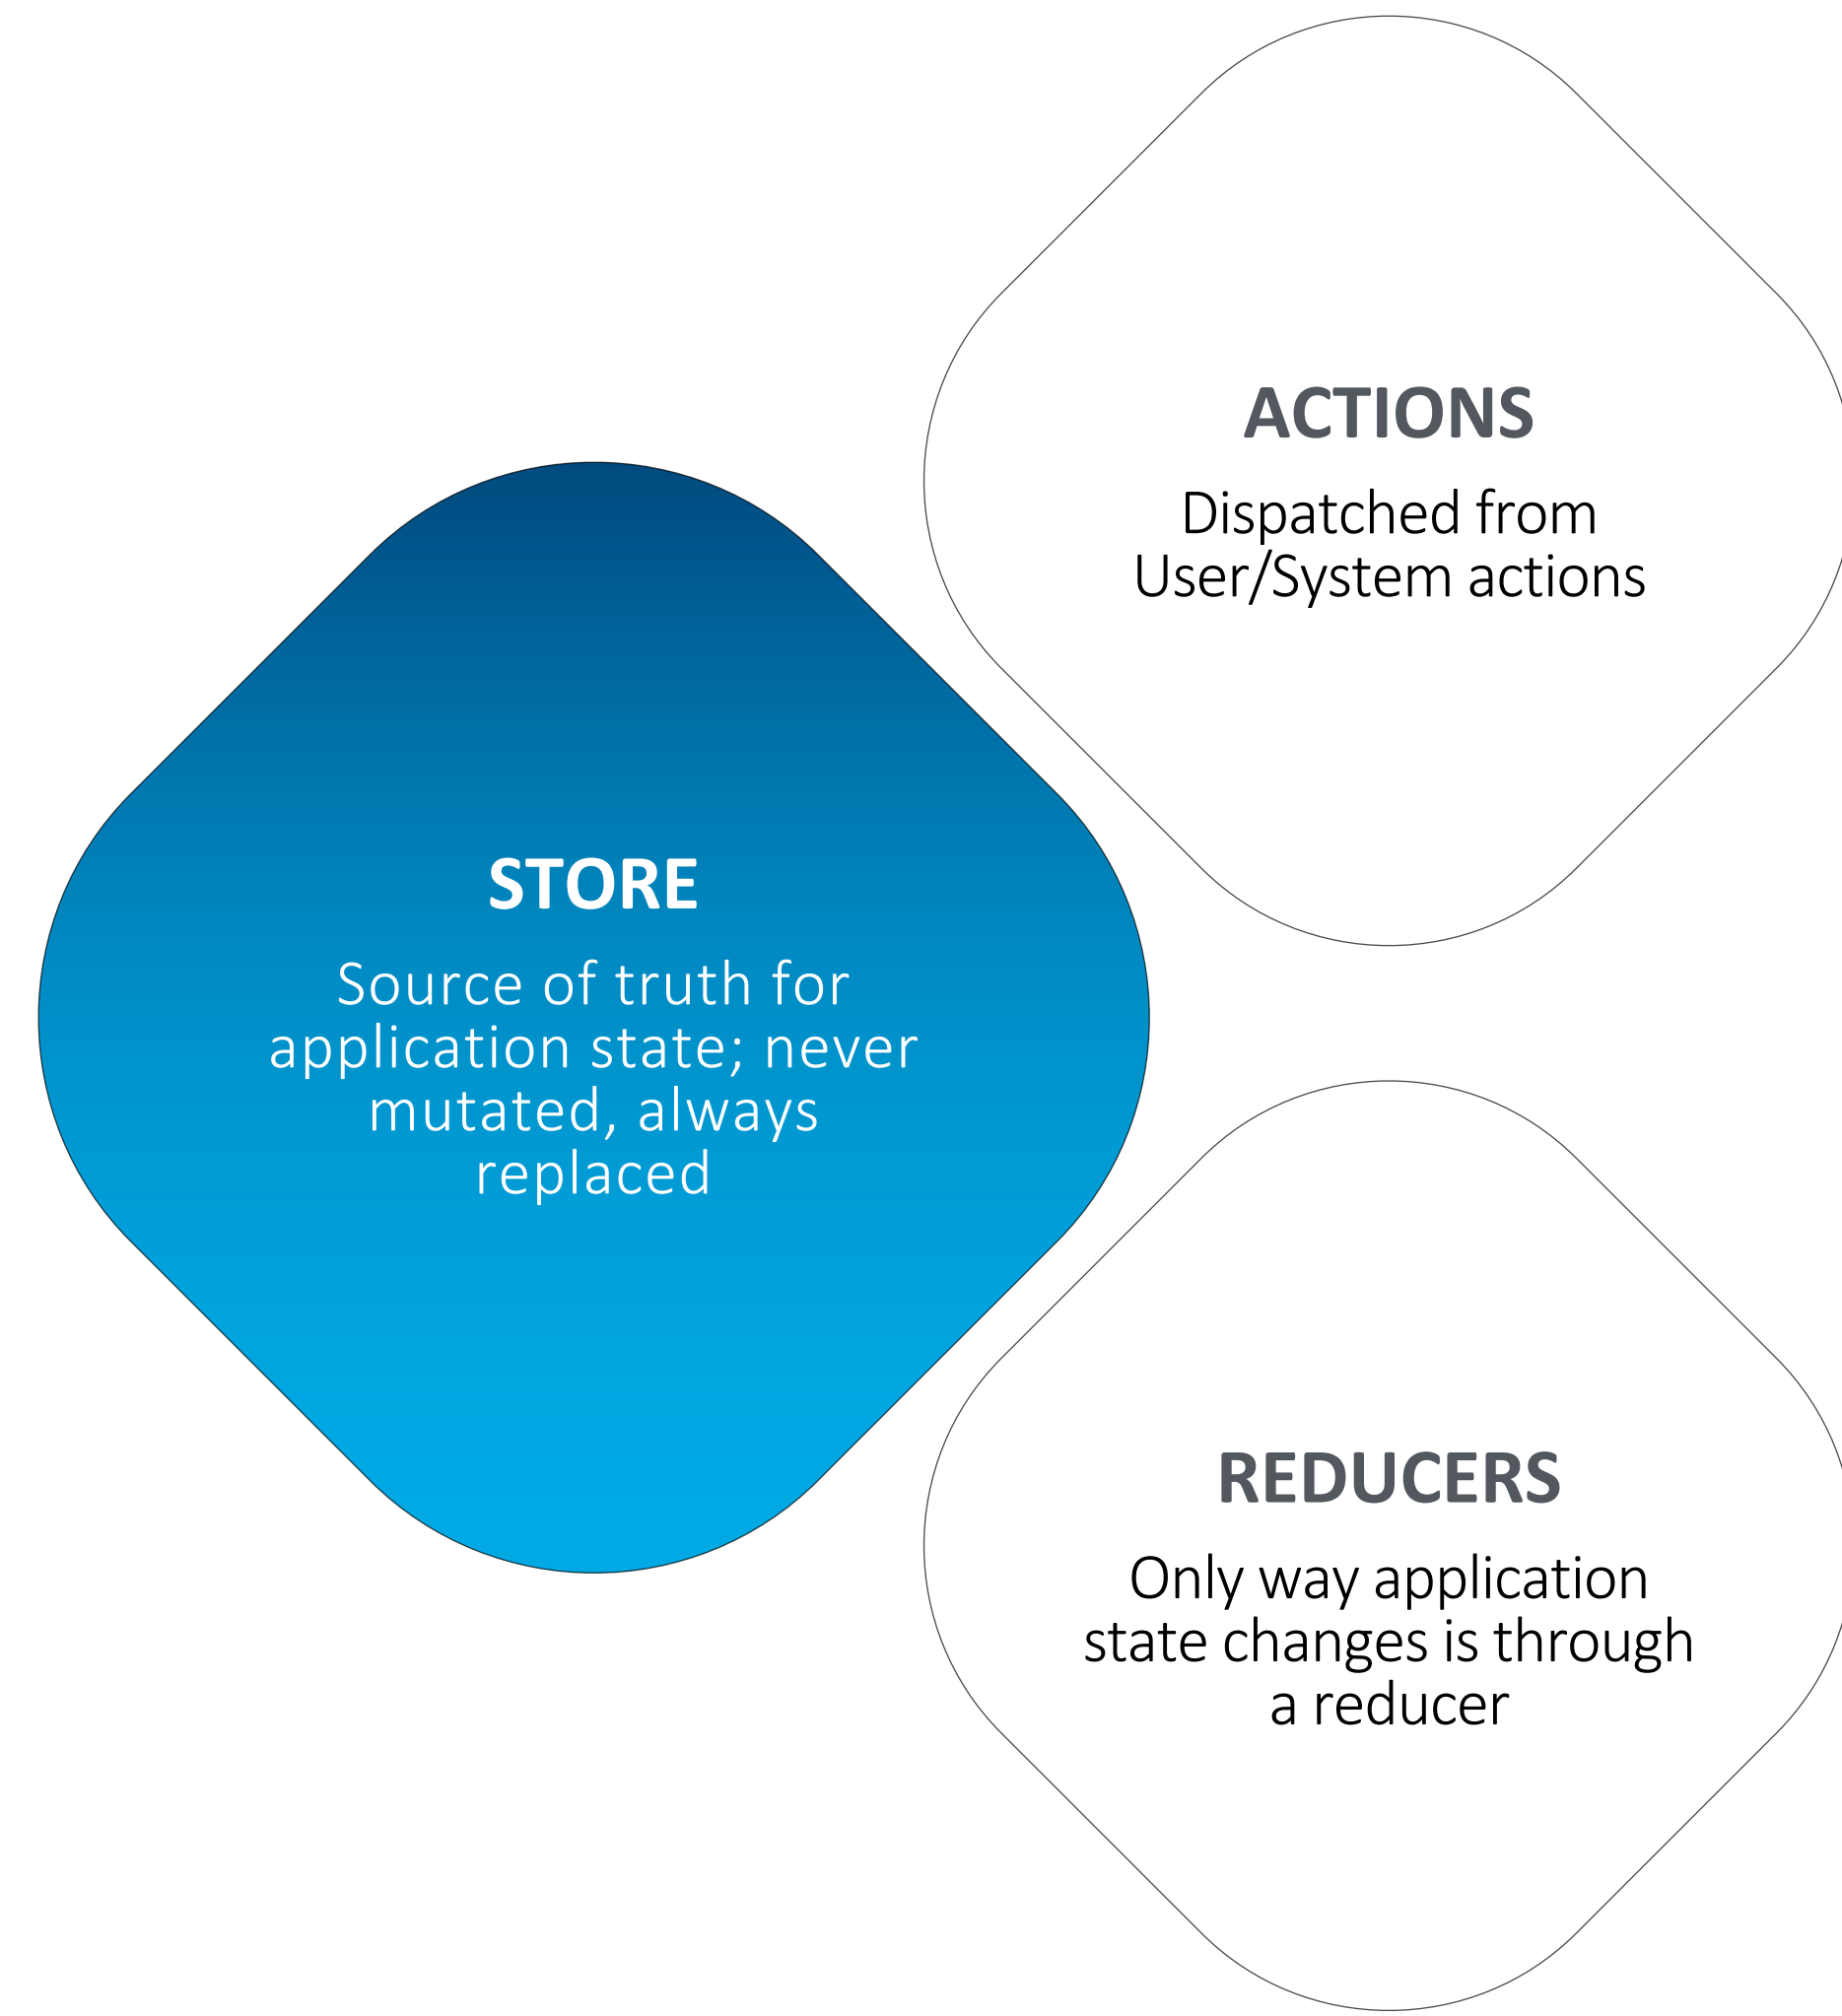 ACTIONS
Dispatched from
User/System actions
STORE
Source of truth for
application state; never
mutated, always
replaced
REDUCERS
Only way application
state changes is through
a reducer